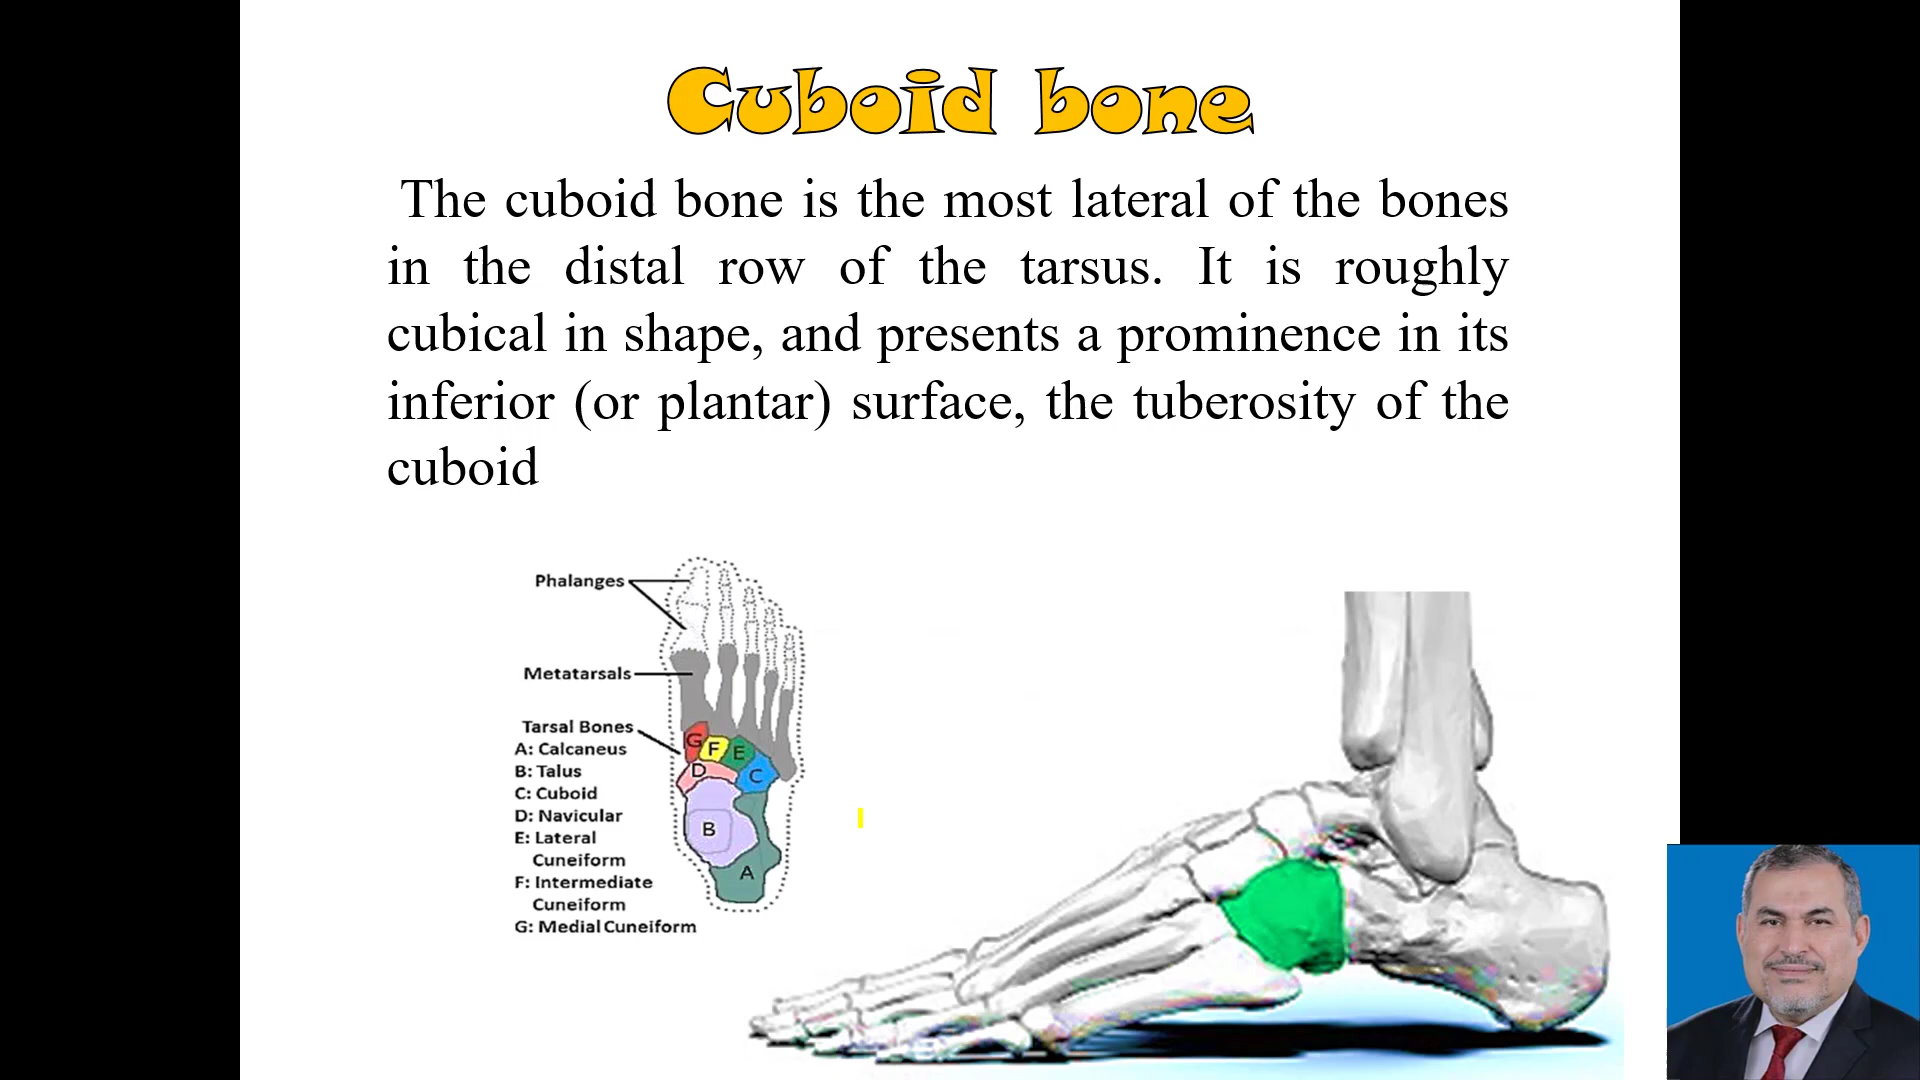 Cuboid bone
The cuboid bone is the most lateral of the bones
in the distal row of the tarsus. It is roughly
cubical in shape, and presents a prominence in its
inferior (or plantar) surface, the tuberosity of the
cuboid
Phalanges
Metatarsals
Tarsal Bones
A: Calcaneus
B: Talus
C: Cuboid
D: Navicular
E: Lateral
Cuneiform
F: Intermediate
Cuneiform
G: Medial Cuneiform
G
F
E
D
C
B
A